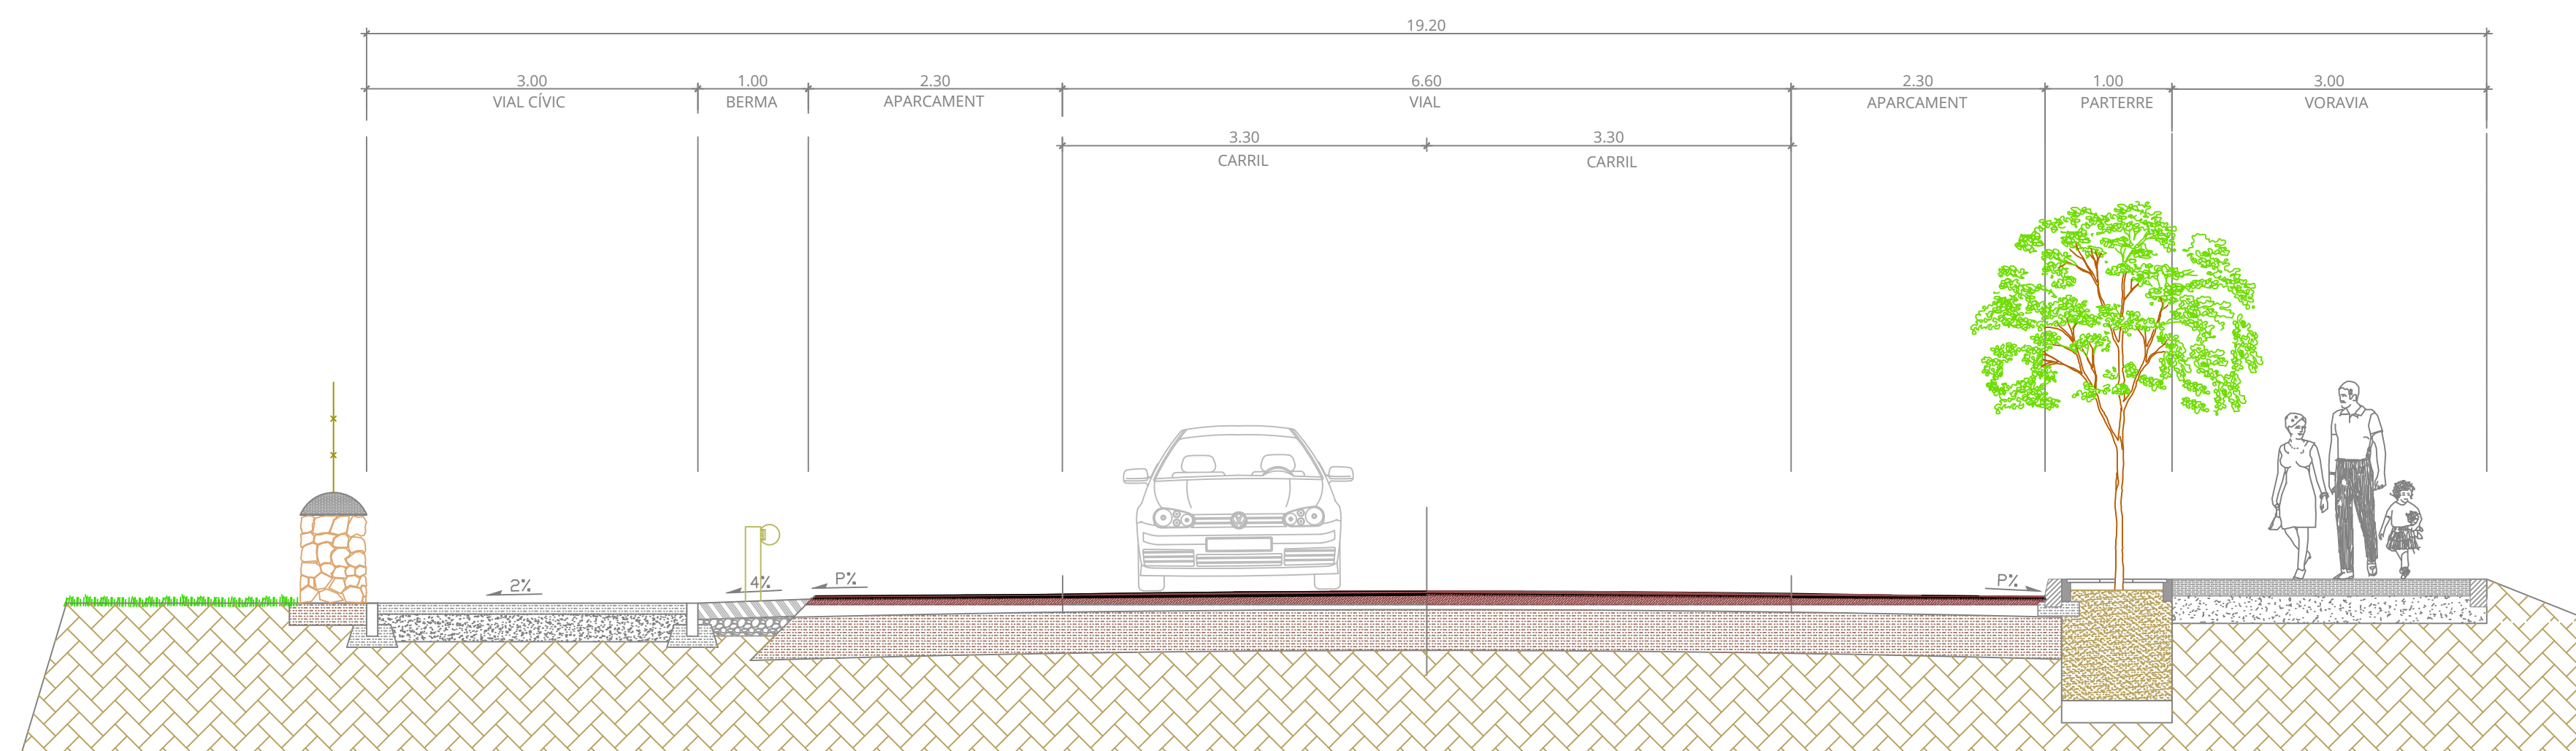 19.20
3.00 1.00 2.30 6.60 2.30 1.00 3.00
VIAL CÍVIC BERMA APARCAMENT VIAL APARCAMENT PARTERRE VORAVIA
3.30 3.30
CARRIL CARRIL
2% 4% P% P%